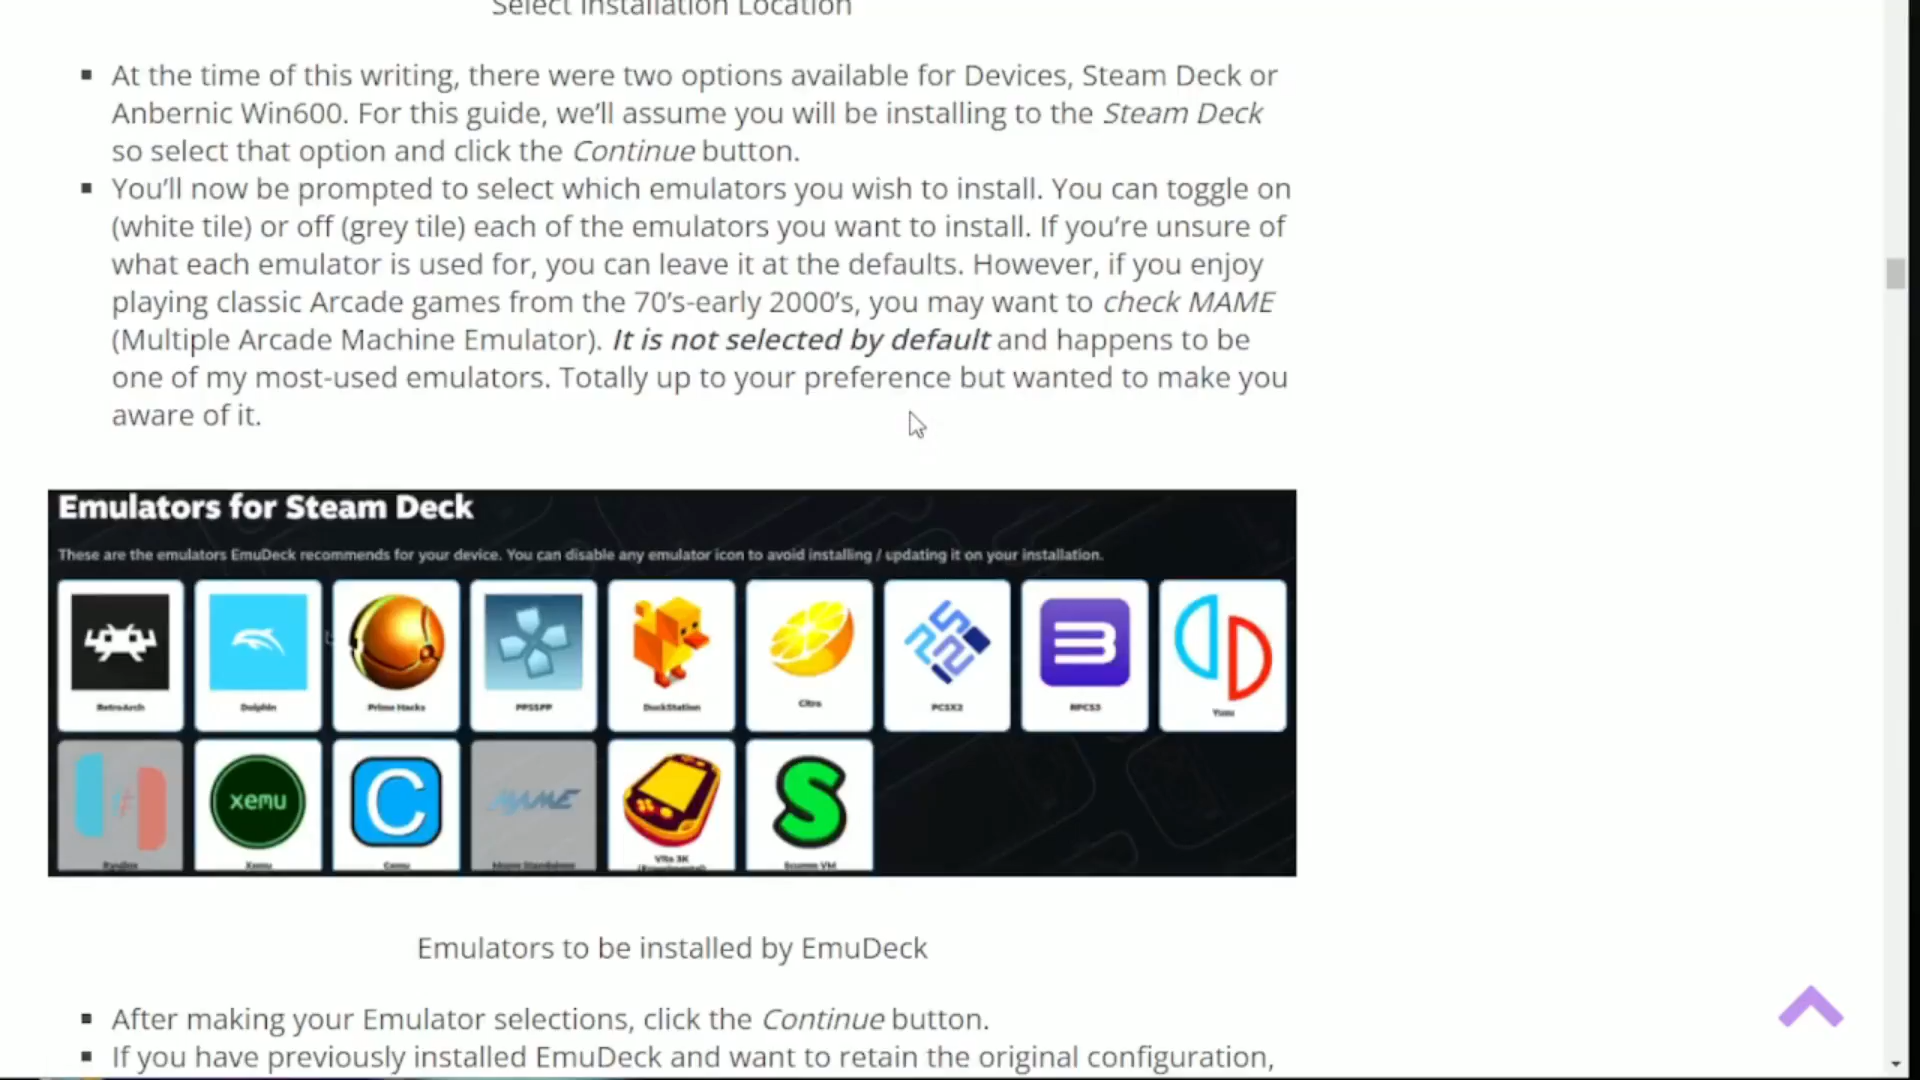 Select Installation Location
At the time of this writing, there were two options available for Devices, Steam Deck or
Anbernic Win600. For this guide, we'll assume you will be installing to the Steam Deck
so select that option and click the Continue button.
You'll now be prompted to select which emulators you wish to install. You can toggle on
(white tile) or off (grey tile) each of the emulators you want to install. If you're unsure of
what each emulator is used for, you can leave it at the defaults. However, if you enjoy
playing classic Arcade games from the 70's-early 2000's, you may want to check MAME
(Multiple Arcade Machine Emulator). It is not selected by default and happens to be
one of my most-used emulators. Totally up to your preference but wanted to make you
aware of it.
Emulators for Steam Deck
These are the emulators EmuDeck recommends for your device. You can disable any emulator icon to avoid installing / updating it on your installation.
RetroArch Dolphin Prime Hacks PPSSPP DuckStation Citra PCSX2 RPCS3 Yuzu
xemu C MAME S
Ryujinx Xemu Cemu Mame Standalone Vita 3K Scumm VM
(Experimental)
Emulators to be installed by EmuDeck
After making your Emulator selections, click the Continue button.
If you have previously installed EmuDeck and want to retain the original configuration,